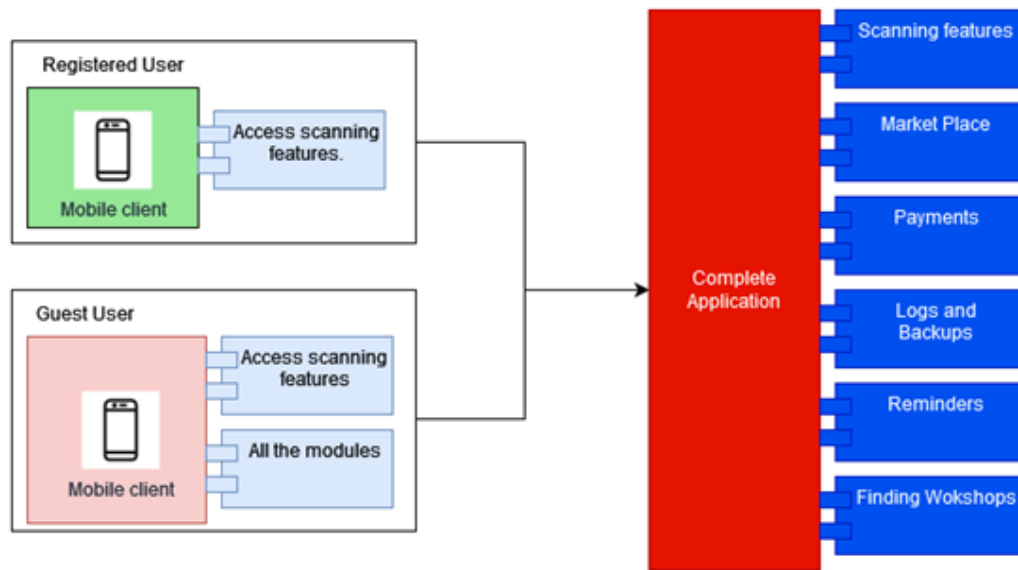 Registered User
Access scanning
features.
Mobile client
Guest User
Access scanning
features
All the modules
Mobile client
Complete
Application
Scanning features
Market Place
Payments
Logs and
Backups
Reminders
Finding Wokshops